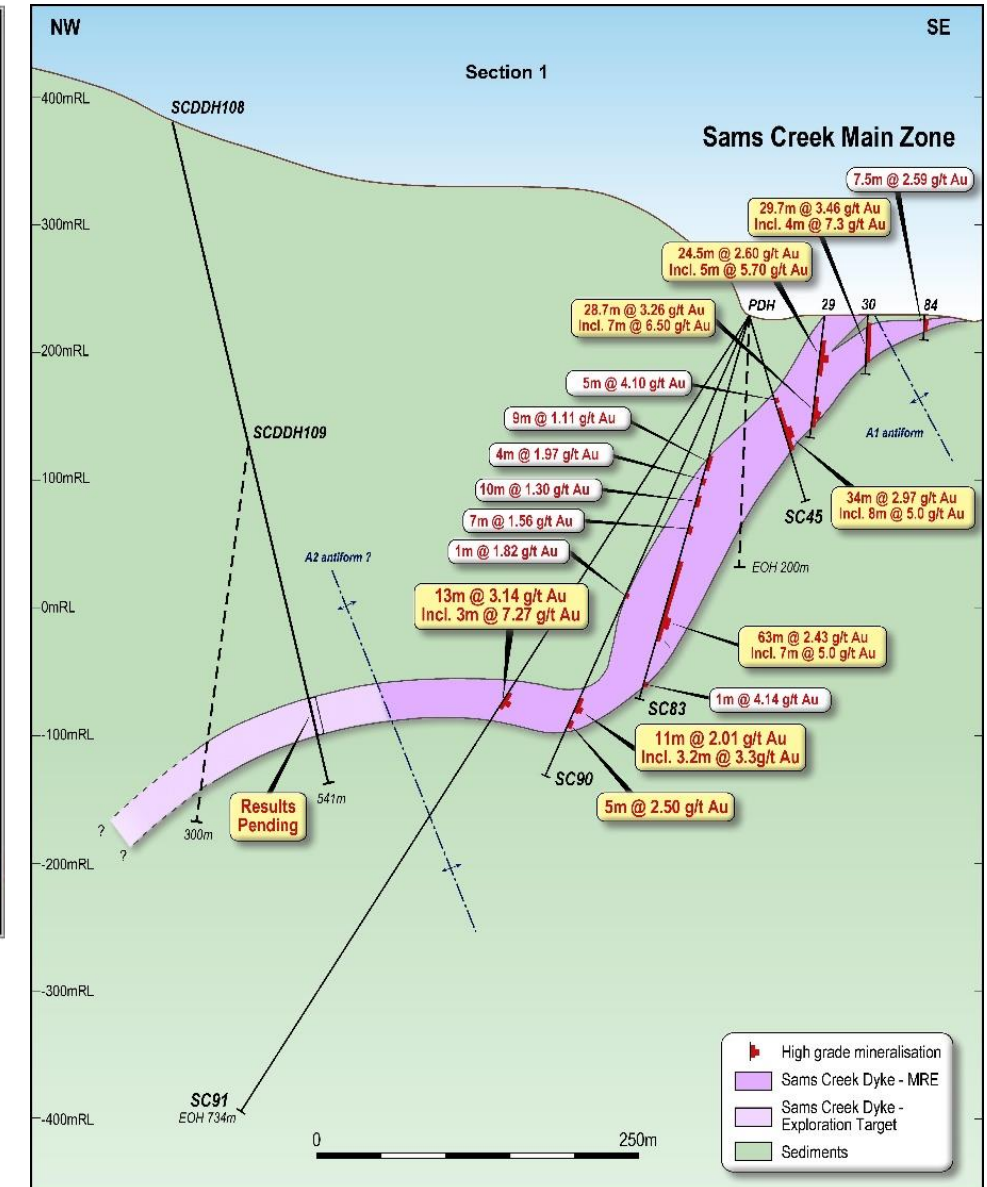 NW
SE
Section 1
400mRL
SCDDH108
Sams Creek Main Zone
7.5m @ 2.59 g/t Au
29.7m @ 3.46 g/t Au
Incl. 4m @ 7.3 g/t Au
300mRL
24.5m @ 2.60 g/t Au
Incl. 5m @ 5.70 g/t Au
PDH
29
30
84
28.7m @ 3.26 g/t Au
Incl. 7m @ 6.50 g/t Au
200mRL
5m @ 4.10 g/t Au
9m @ 1.11 g/t Au
SCDDH109
A1 antiform
4m @ 1.97 g/t Au
100mRL
10m @ 1.30 g/t Au
34m @ 2.97 g/t Au
Incl. 8m @ 5.0 g/t Au
SC45
7m @ 1.56 g/t Au
1m @ 1.82 g/t Au
A2 antiform ?
EOH 200m
13m @ 3.14 g/t Au
Incl. 3m @ 7.27 g/t Au
0mRL
63m @ 2.43 g/t Au
Incl. 7m @ 5.0 g/t Au
1m @ 4.14 g/t Au
SC83
-100mRL
11m @ 2.01 g/t Au
Incl. 3.2m @ 3.3g/t Au
SC90
541m
Results
Pending
5m @ 2.50 g/t Au
?
300m
?
-200mRL
-300mRL
SC91
EOH 734m
-400mRL
0
250m
High grade mineralisation
Sams Creek Dyke - MRE
Sams Creek Dyke -
Exploration Target
Sediments